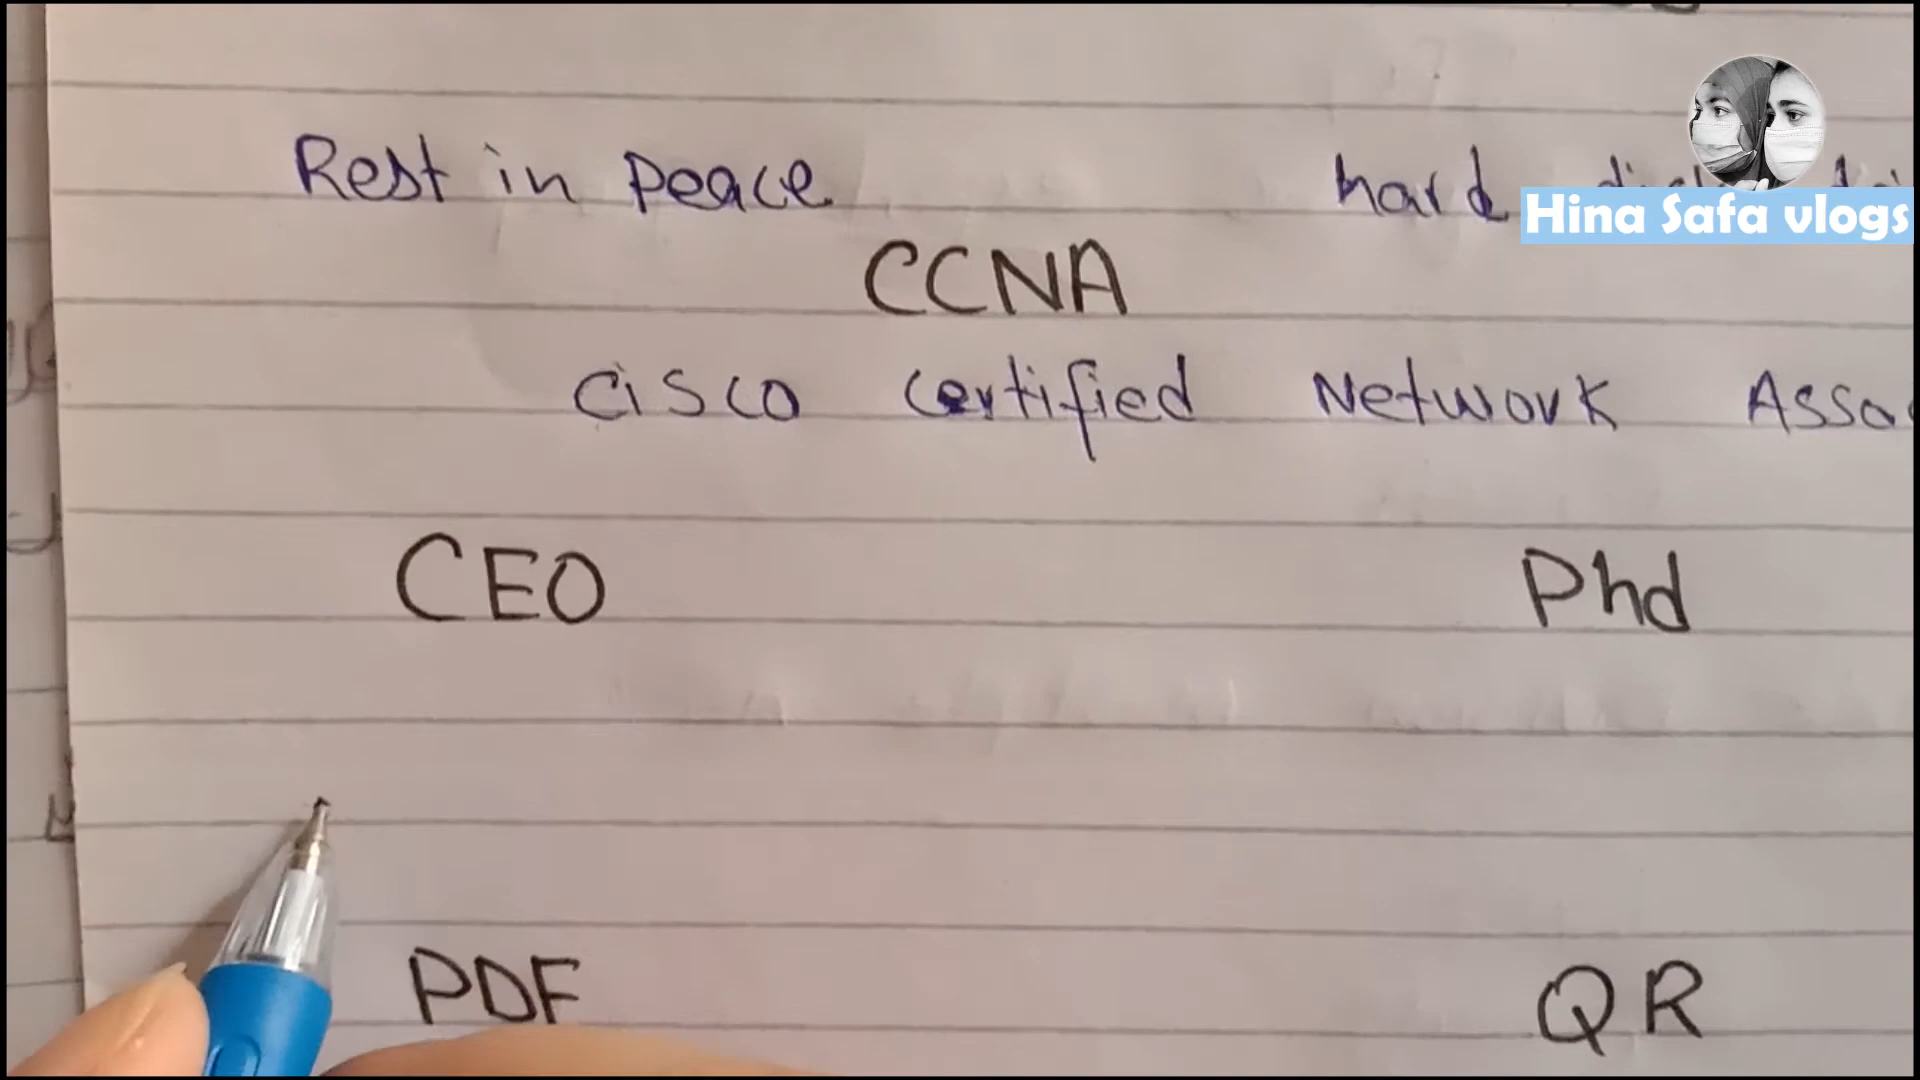 Rest in peace hard
Hina Safa vlogs
CCNA
Cisco Certified Network
CEO Phd
PDF QR